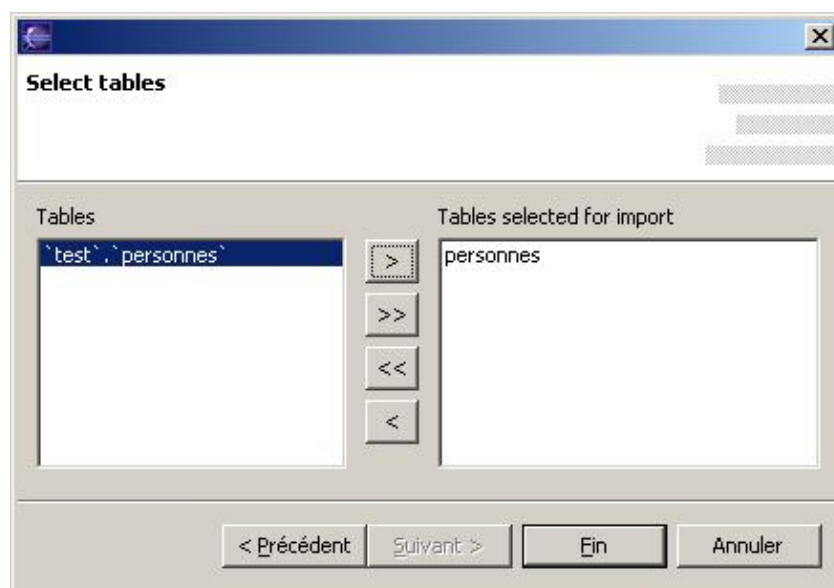 Select tables
Tables
Tables selected for import
`test`.`personnes`
>
personnes
>>
<<
<
< Précédent
Suivant >
Fin
Annuler